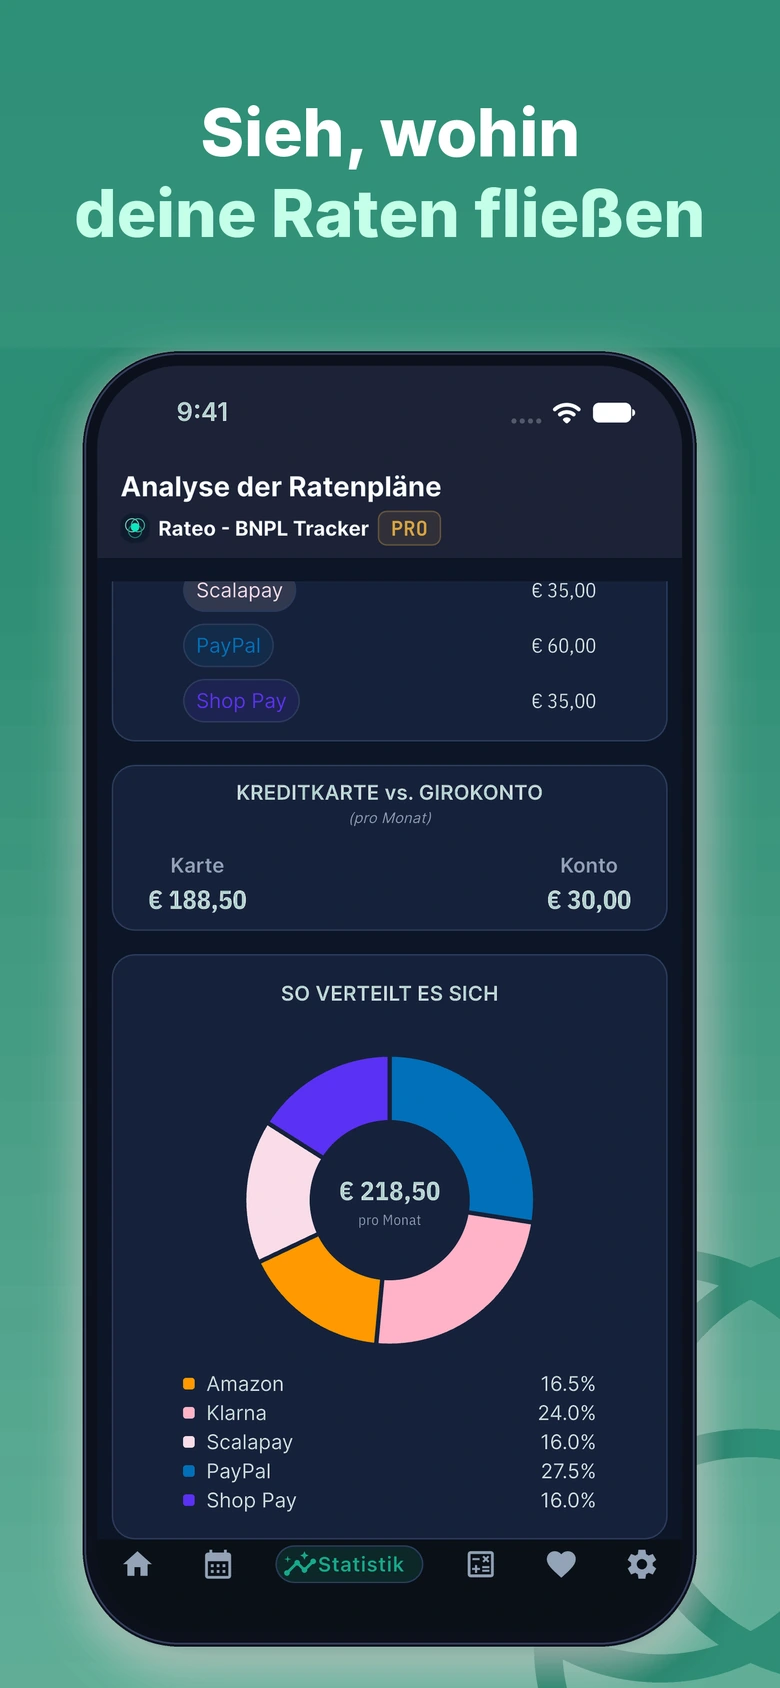 Sieh, wohin
deine Raten fließen
9:41
Analyse der Ratenpläne
Rateo - BNPL Tracker PRO
Scalapay € 35,00
PayPal € 60,00
Shop Pay € 35,00
KREDITKARTE vs. GIROKONTO
(pro Monat)
Karte Konto
€ 188,50 € 30,00
SO VERTEILT ES SICH
€ 218,50
pro Monat
Amazon 16.5%
Klarna 24.0%
Scalapay 16.0%
PayPal 27.5%
Shop Pay 16.0%
Statistik